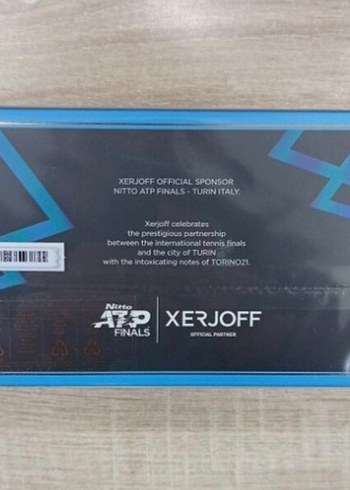 XERJOFF OFFICIAL SPONSOR
NITTO ATP FINALS - TURIN ITALY.
Xerjoff celebrates
the prestigious partnership
between the international tennis finals
and the city of TURIN
with the intoxicating notes of TORINO21.
Nitto
ATP
FINALS
XERJOFF
OFFICIAL PARTNER